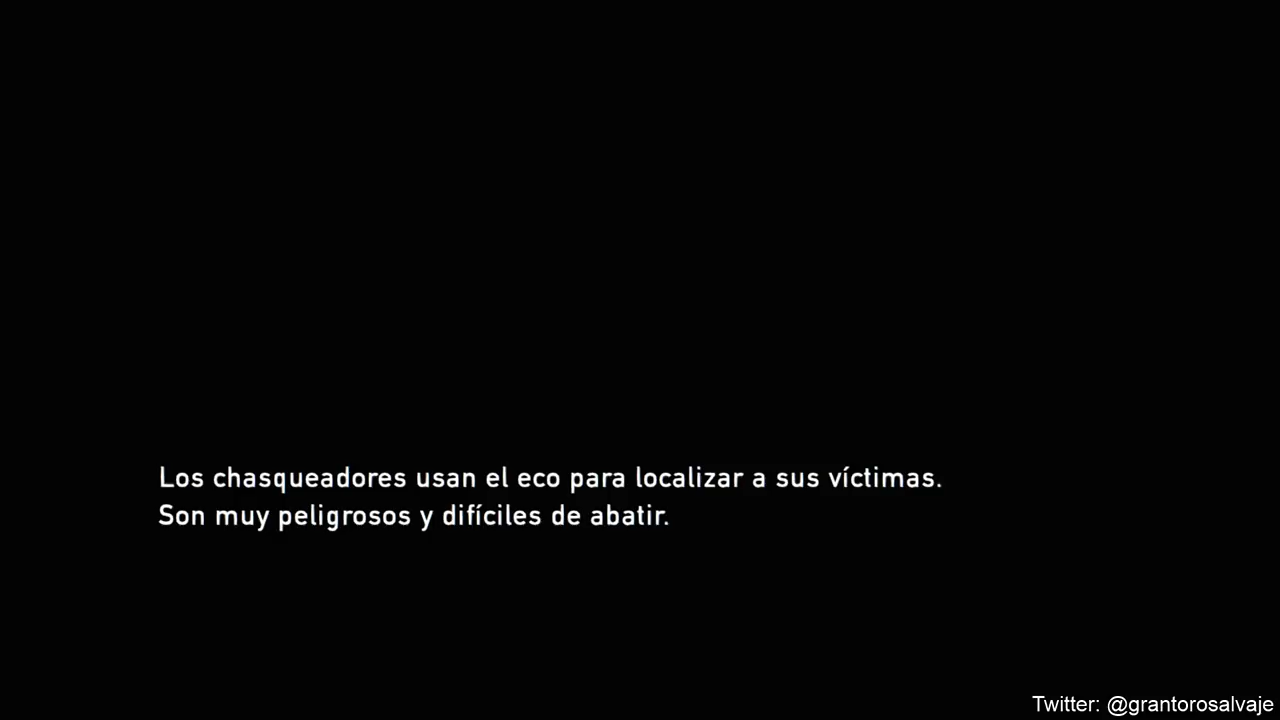 Los chasqueadores usan el eco para localizar a sus víctimas.
Son muy peligrosos y difíciles de abatir.
Twitter: @grantorosalvaje